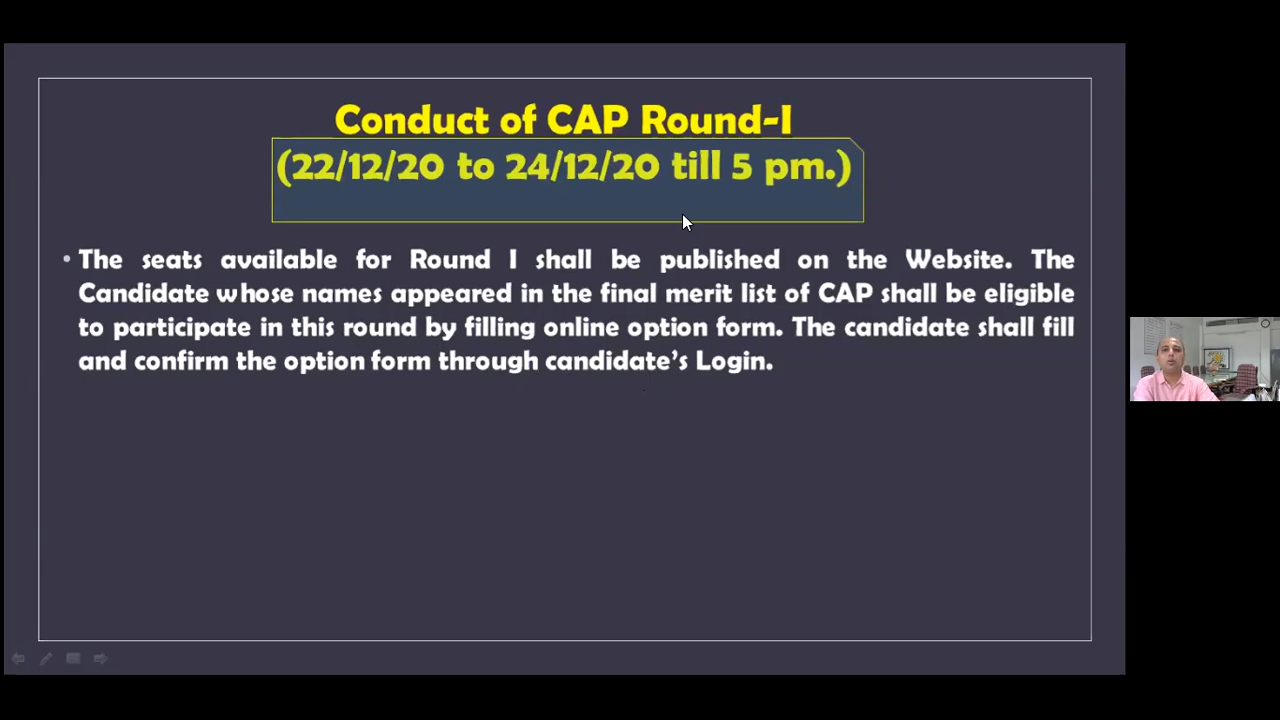 Conduct of CAP Round-I
(22/12/20 to 24/12/20 till 5 pm.)
• The seats available for Round I shall be published on the Website. The
Candidate whose names appeared in the final merit list of CAP shall be eligible
to participate in this round by filling online option form. The candidate shall fill
and confirm the option form through candidate's Login.